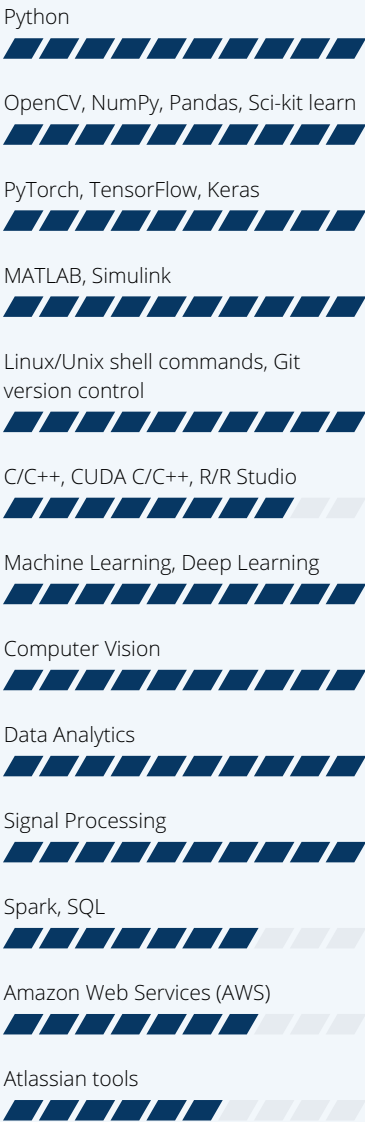 Python
OpenCV, NumPy, Pandas, Sci-kit learn
PyTorch, TensorFlow, Keras
MATLAB, Simulink
Linux/Unix shell commands, Git
version control
C/C++, CUDA C/C++, R/R Studio
Machine Learning, Deep Learning
Computer Vision
Data Analytics
Signal Processing
Spark, SQL
Amazon Web Services (AWS)
Atlassian tools